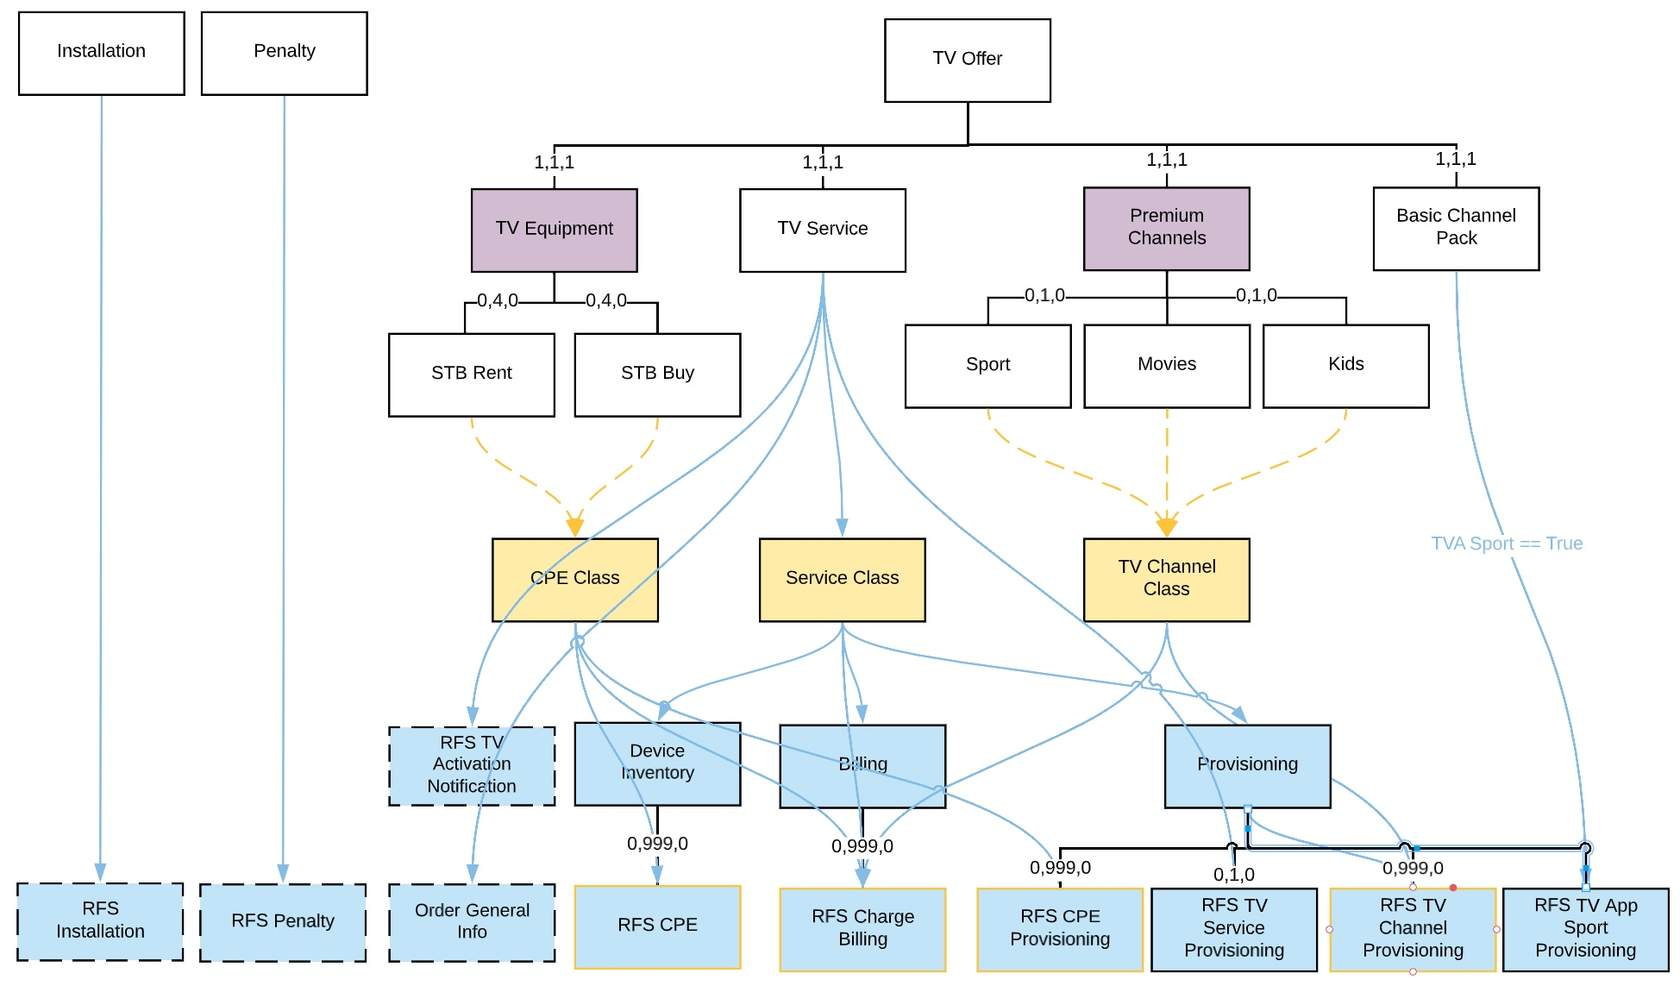 Installation
Penalty
TV Offer
1,1,1
1,1,1
1,1,1
1,1,1
TV Equipment
TV Service
Premium
Channels
Basic Channel
Pack
0,4,0
0,4,0
0,1,0
0,1,0
STB Rent
STB Buy
Sport
Movies
Kids
TVA Sport == True
CPE Class
Service Class
TV Channel
Class
RFS TV
Activation
Notification
Device
Inventory
Billing
Provisioning
0,999,0
0,999,0
0,999,0
0,1,0
0,999,0
RFS
Installation
RFS Penalty
Order General
Info
RFS CPE
RFS Charge
Billing
RFS CPE
Provisioning
RFS TV
Service
Provisioning
RFS TV
Channel
Provisioning
RFS TV App
Sport
Provisioning